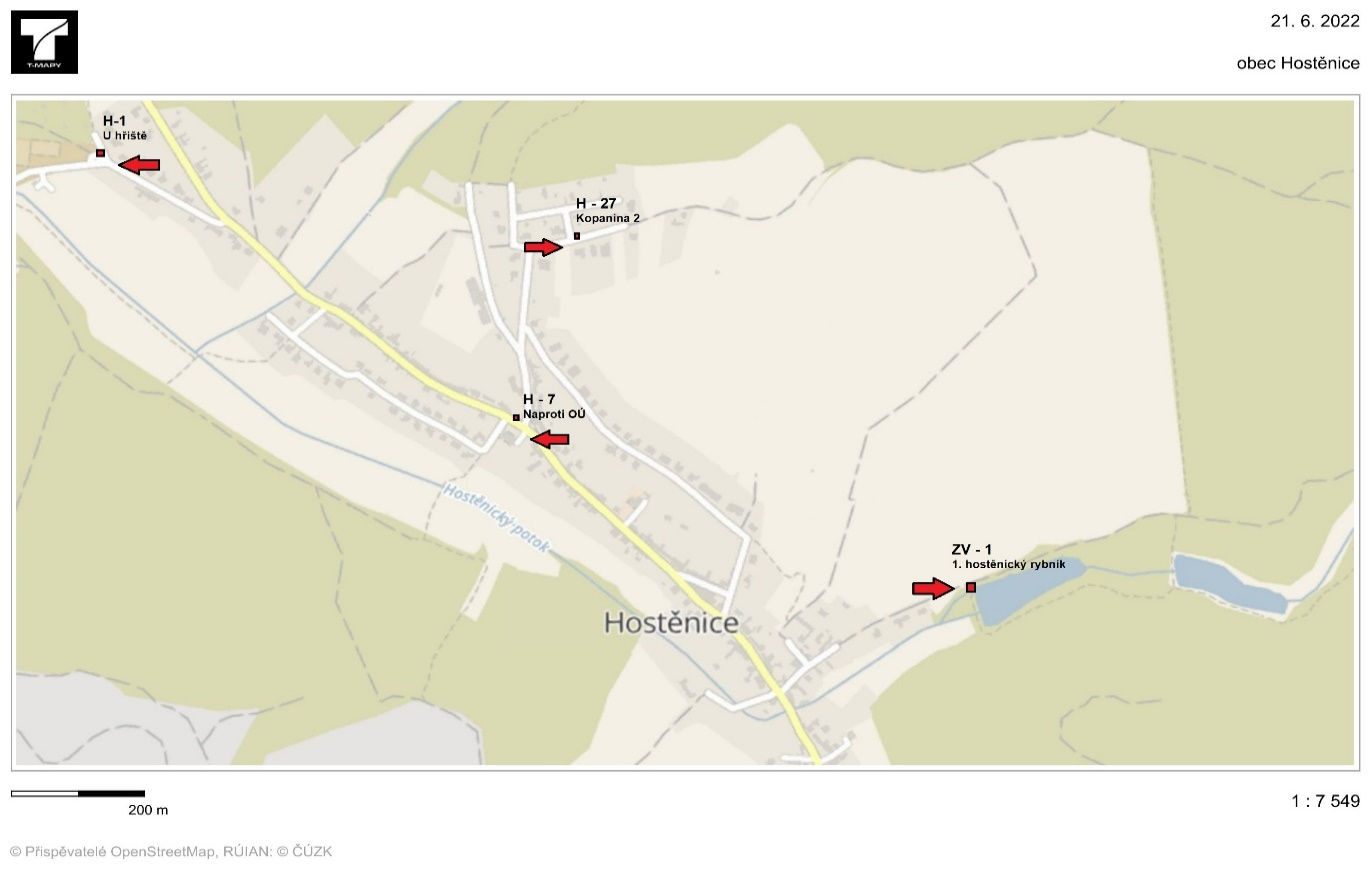 T-MAPY
21. 6. 2022
obec Hostěnice
H-1
U hřiště
H - 27
Kopanina 2
H - 7
Naproti OÚ
Hostěnický potok
ZV - 1
1. hostěnický rybník
Hostěnice
200 m
1 : 7 549
© Přispěvatelé OpenStreetMap, RÚIAN: © ČÚZK